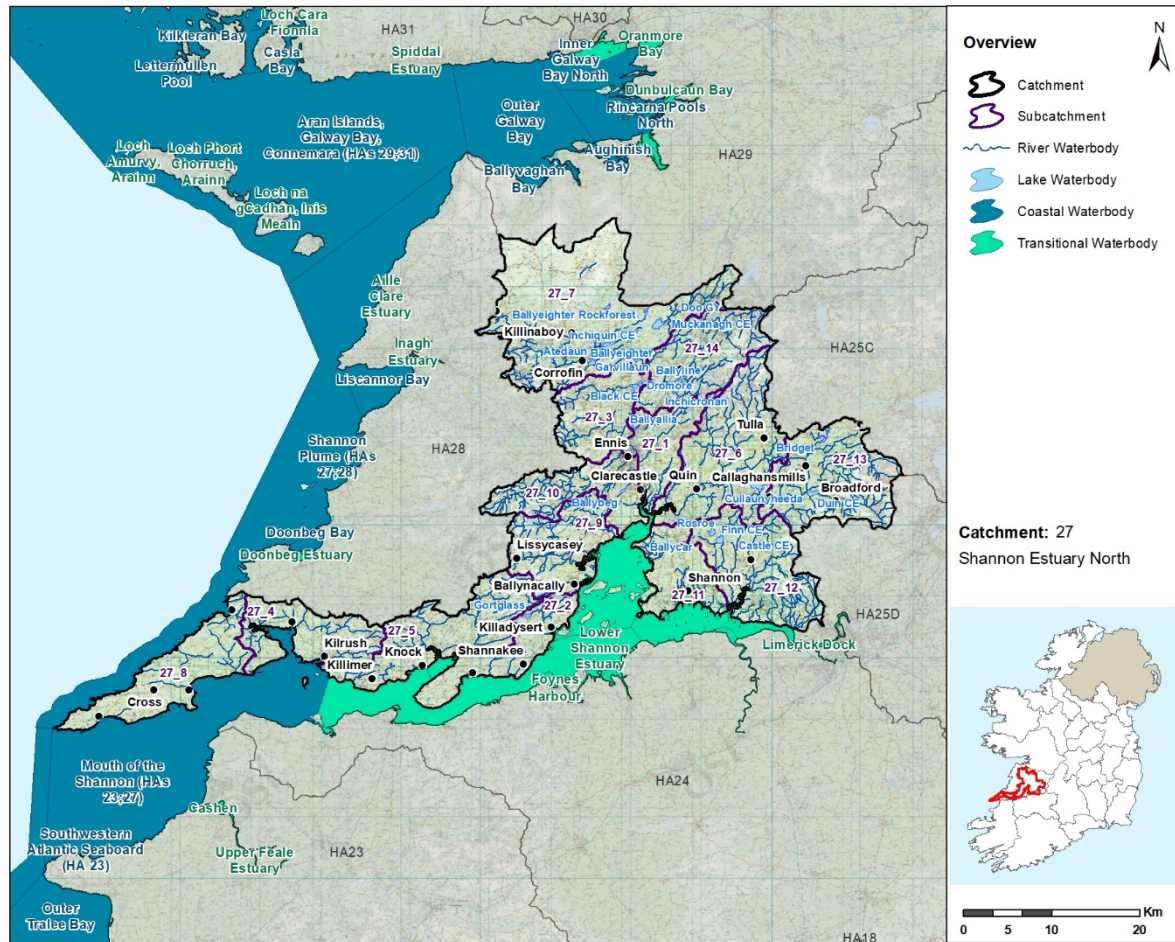 Loch Cara
Fionnla
HA31
HA30
Kilkieran Bay
Casla
Bay
Lettermullen
Pool
Spiddal
Estuary
Inner
Galway
Bay North
Oranmore
Bay
Dunbulcaun Bay
Rincarna Pools
North
Outer
Galway
Bay
Aran Islands,
Galway Bay,
Connemara (HAs 29;31)
Aughinish
Bay
HA29
Ballyvaghan
Bay
Loch
Amurvy,
Arainn
Loch Phort
Chorruch,
Arainn
Loch na
gCadhan, Inis
Meain
Aille
Clare
Estuary
Inagh
Estuary
Liscannor Bay
HA25C
27_7
Ballyeighter Rockforest
Killinaboy
Inchiquin CE
Atedaun
Ballyeighter
Garvillaun
Corrofin
Doo GY
Muckanagh CE
27_14
Ballyline
Dromore
Inchicronan
Black CE
27_3
Ballyallia
Ennis
27_1
Tulla
27_6
Bridget
27_13
Clarecastle
Quin
Callaghansmills
Broadford
Cullaunyheeda
Duin CE
Shannon
Plume (HAs
27;28)
HA28
27_10
Ballybeg
27_9
Rosroe
Finn CE
Ballycar
Castle CE
Doonbeg Bay
Doonbeg Estuary
Lissycasey
Ballynacally
Shannon
27_11
27_12
Gortglass
27_2
Killadysert
HA25D
27_4
Kilrush
27_5
Killimer
Knock
Shannakee
Lower
Shannon
Estuary
Limerick Dock
Foynes
Harbour
27_8
Cross
Mouth of the
Shannon (HAs
23;27)
HA24
Cashen
Southwestern
Atlantic Seaboard
(HA 23)
Upper Feale
Estuary
HA23
Outer
Tralee Bay
HA18
Overview
N
Catchment
Subcatchment
River Waterbody
Lake Waterbody
Coastal Waterbody
Transitional Waterbody
Catchment: 27
Shannon Estuary North
Km
0 5 10 20